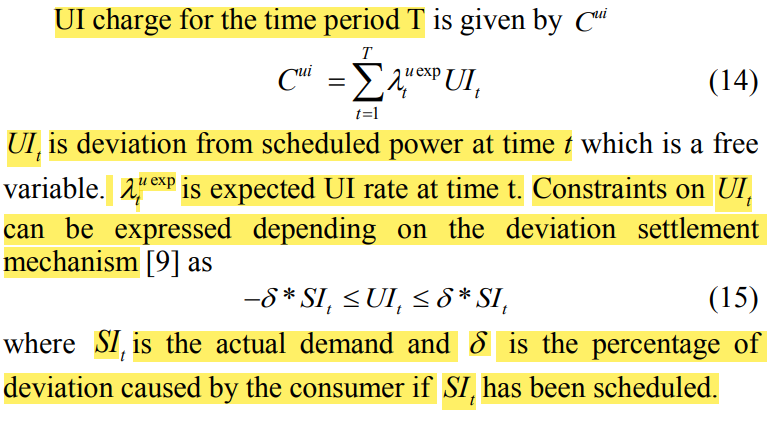 UI charge for the time period T is given by C^{ui}
C^{ui} = \sum_{t=1}^{T} \lambda_t^{u exp} UI_t (14)
UI_t is deviation from scheduled power at time t which is a free
variable. \lambda_t^{u exp} is expected UI rate at time t. Constraints on UI_t
can be expressed depending on the deviation settlement
mechanism [9] as
-\delta * SI_t \leq UI_t \leq \delta * SI_t (15)
where SI_t is the actual demand and \delta is the percentage of
deviation caused by the consumer if SI_t has been scheduled.